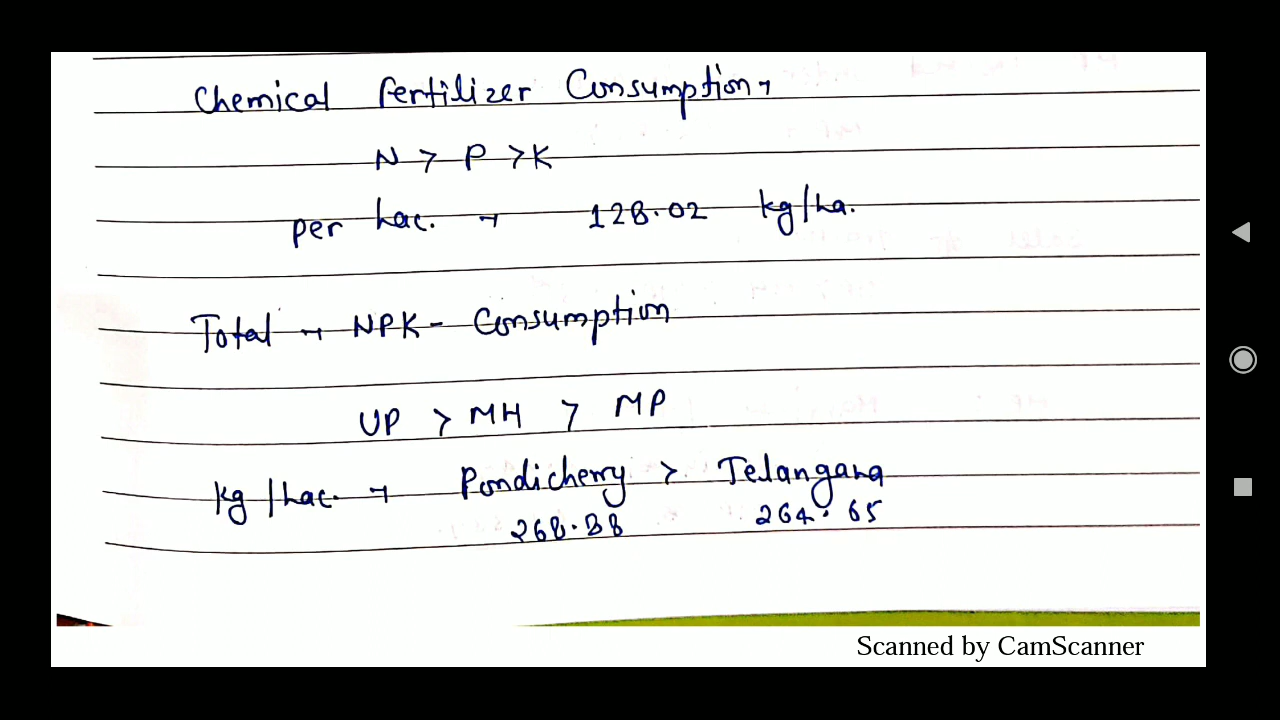 Chemical Fertilizer Consumption →
N > P > K
per hac. → 128.02 kg/ha.
Total → NPK - Consumption
UP > MH > MP
kg/hac. → Pondicherry > Telangana
268.88 264.65
Scanned by CamScanner